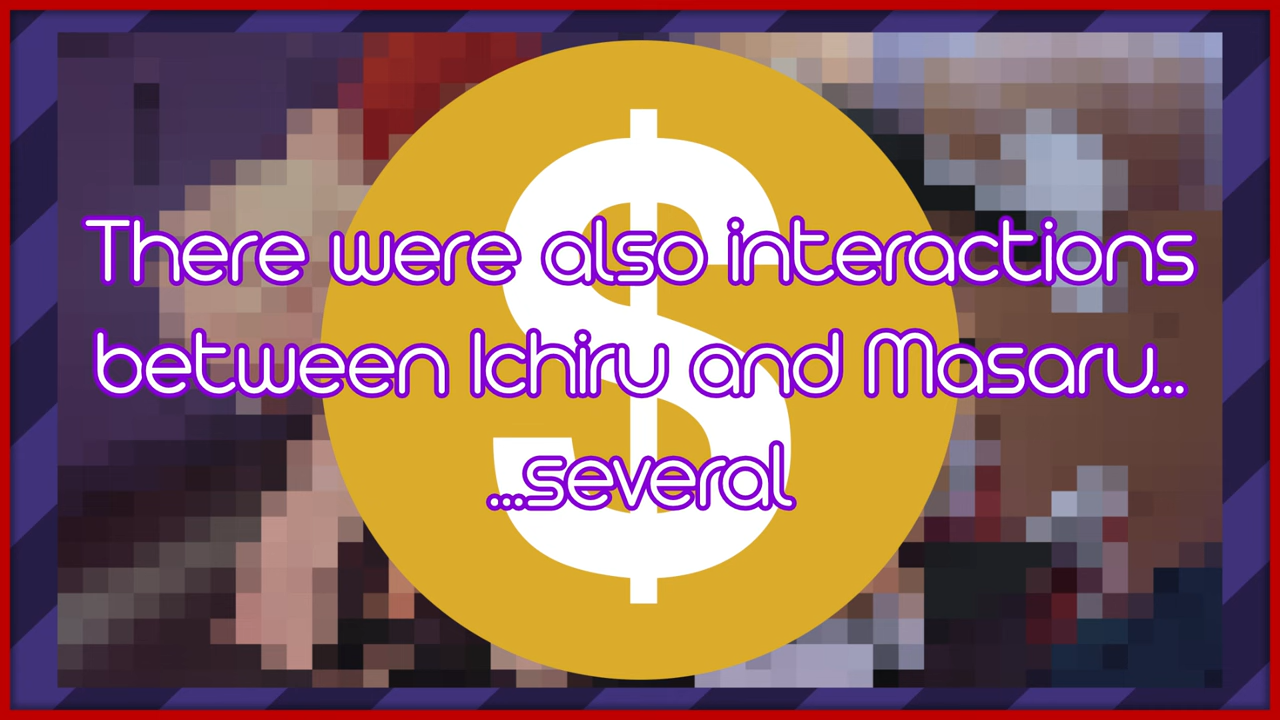 There were also interactions
between Ichiru and Masaru...
...several
$